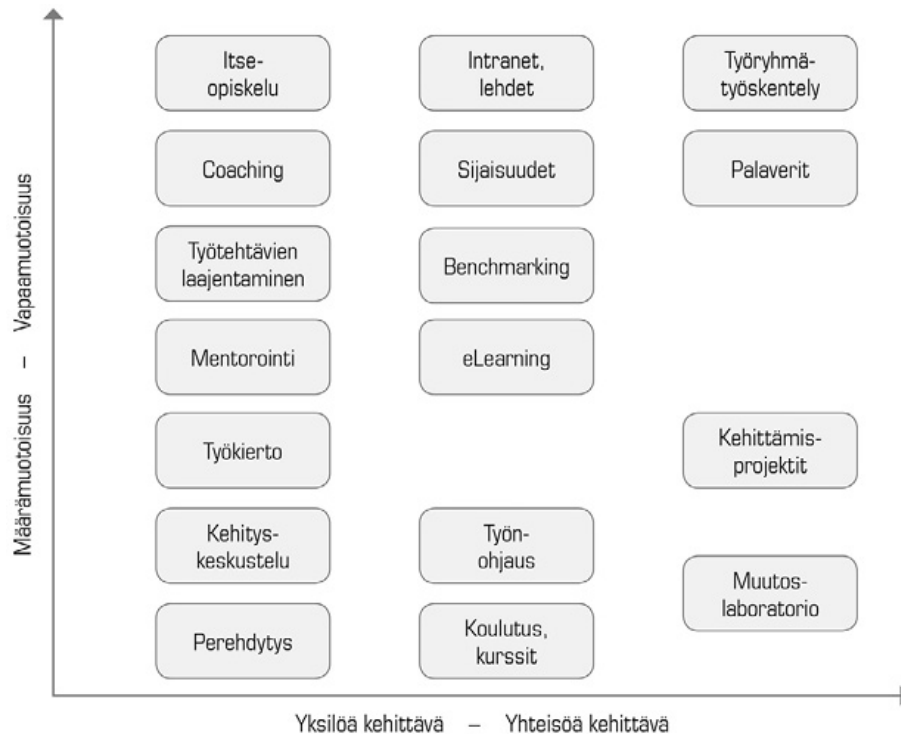 Itse-
opiskelu
Intranet,
lehdet
Työryhmä-
työskentely
Coaching
Sijaisuudet
Palaverit
Työtehtävien
laajentaminen
Benchmarking
Mentorointi
eLearning
Työkierto
Kehittämis-
projektit
Kehitys-
keskustelu
Työn-
ohjaus
Muutos-
laboratorio
Perehdytys
Koulutus,
kurssit
Määrämuotoisuus – Vapaamuotoisuus
Yksilöä kehittävä – Yhteisöä kehittävä